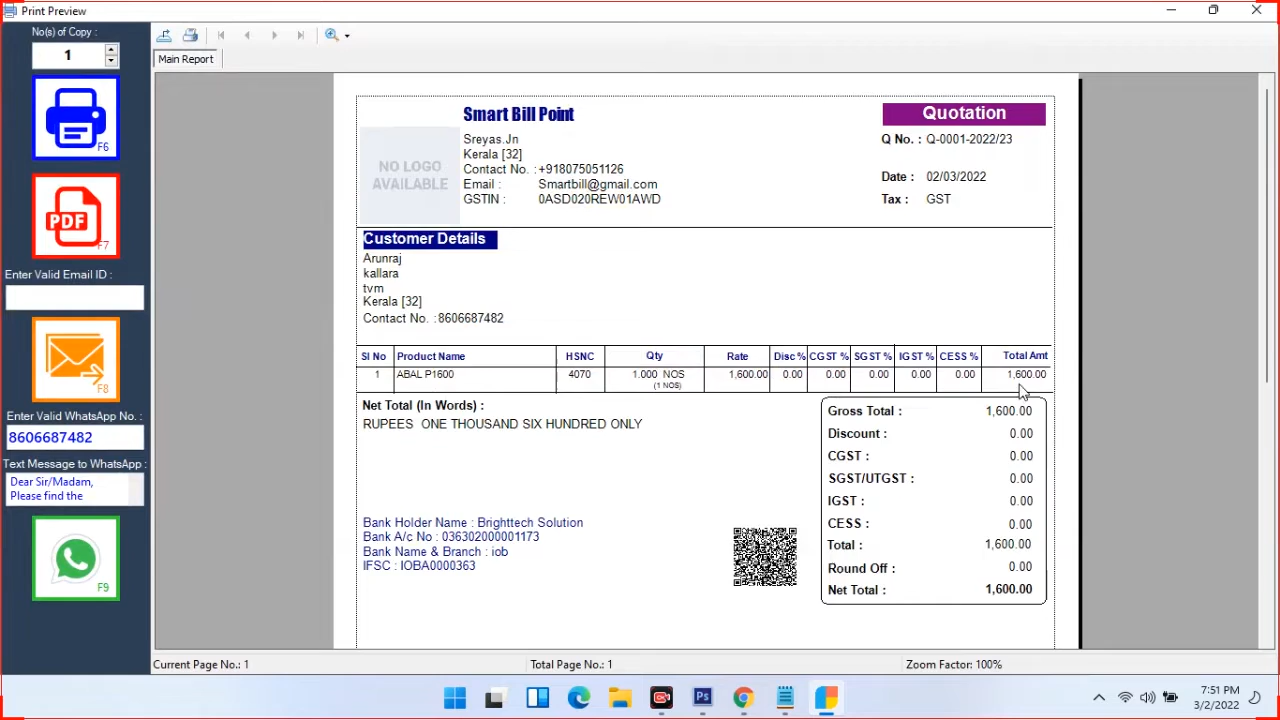 Print Preview
No(s) of Copy :
1
F6
PDF
F7
Enter Valid Email ID :
F8
Enter Valid WhatsApp No. :
8606687482
Text Message to WhatsApp :
Dear Sir/Madam,
Please find the
F9
Main Report
NO LOGO
AVAILABLE
Smart Bill Point
Sreyas.Jn
Kerala [32]
Contact No. : +918075051126
Email : Smartbill@gmail.com
GSTIN : 0ASD020REW01AWD
Quotation
Q No. : Q-0001-2022/23
Date : 02/03/2022
Tax : GST
Customer Details
Arunraj
kallara
tvm
Kerala [32]
Contact No. : 8606687482
Sl No Product Name HSNC Qty Rate Disc % CGST % SGST % IGST % CESS % Total Amt
1 ABAL P1600 4070 1.000 NOS 1,600.00 0.00 0.00 0.00 0.00 0.00 1,600.00
(1 NOS)
Net Total (In Words) :
RUPEES ONE THOUSAND SIX HUNDRED ONLY
Gross Total : 1,600.00
Discount : 0.00
CGST : 0.00
SGST/UTGST : 0.00
IGST : 0.00
CESS : 0.00
Total : 1,600.00
Round Off : 0.00
Net Total : 1,600.00
Bank Holder Name : Brighttech Solution
Bank A/c No : 036302000001173
Bank Name & Branch : iob
IFSC : IOBA0000363
Current Page No.: 1 Total Page No.: 1 Zoom Factor: 100%
Ps
7:51 PM
3/2/2022